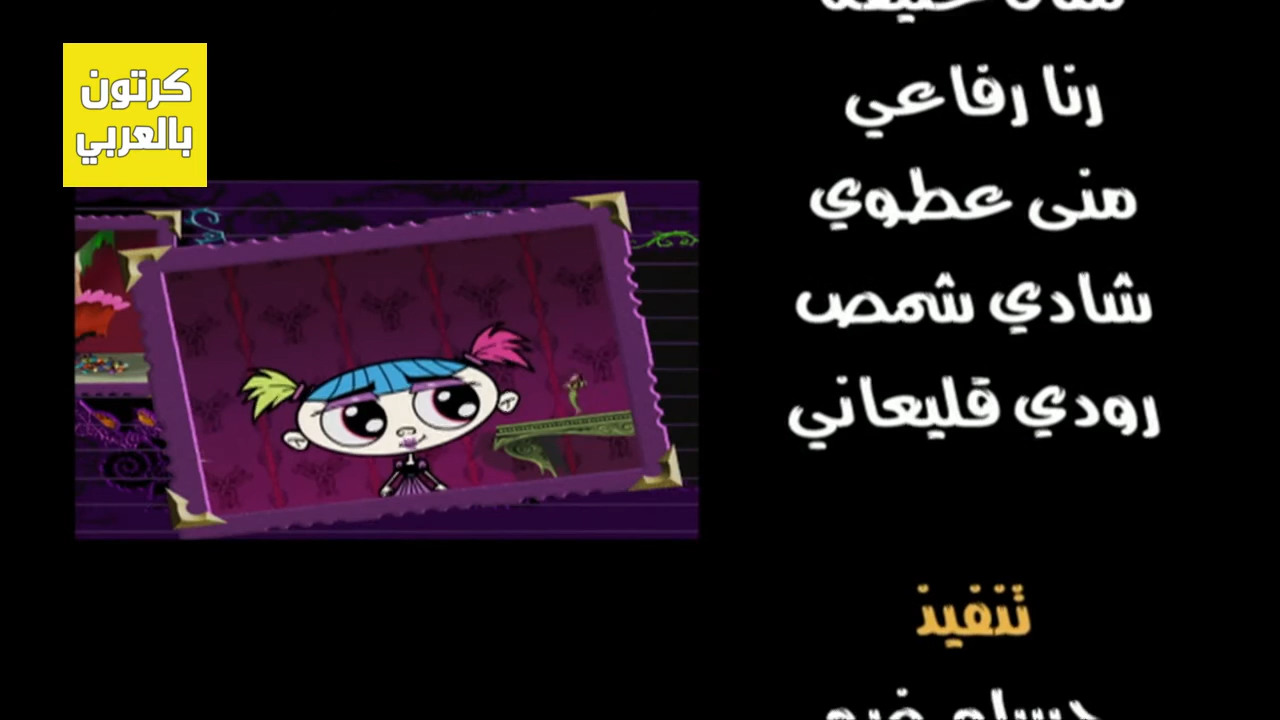 كرتون
بالعربي
رنا رفاعي
منى عطوي
شادي شمص
رودي قليعاني
تنفيذ